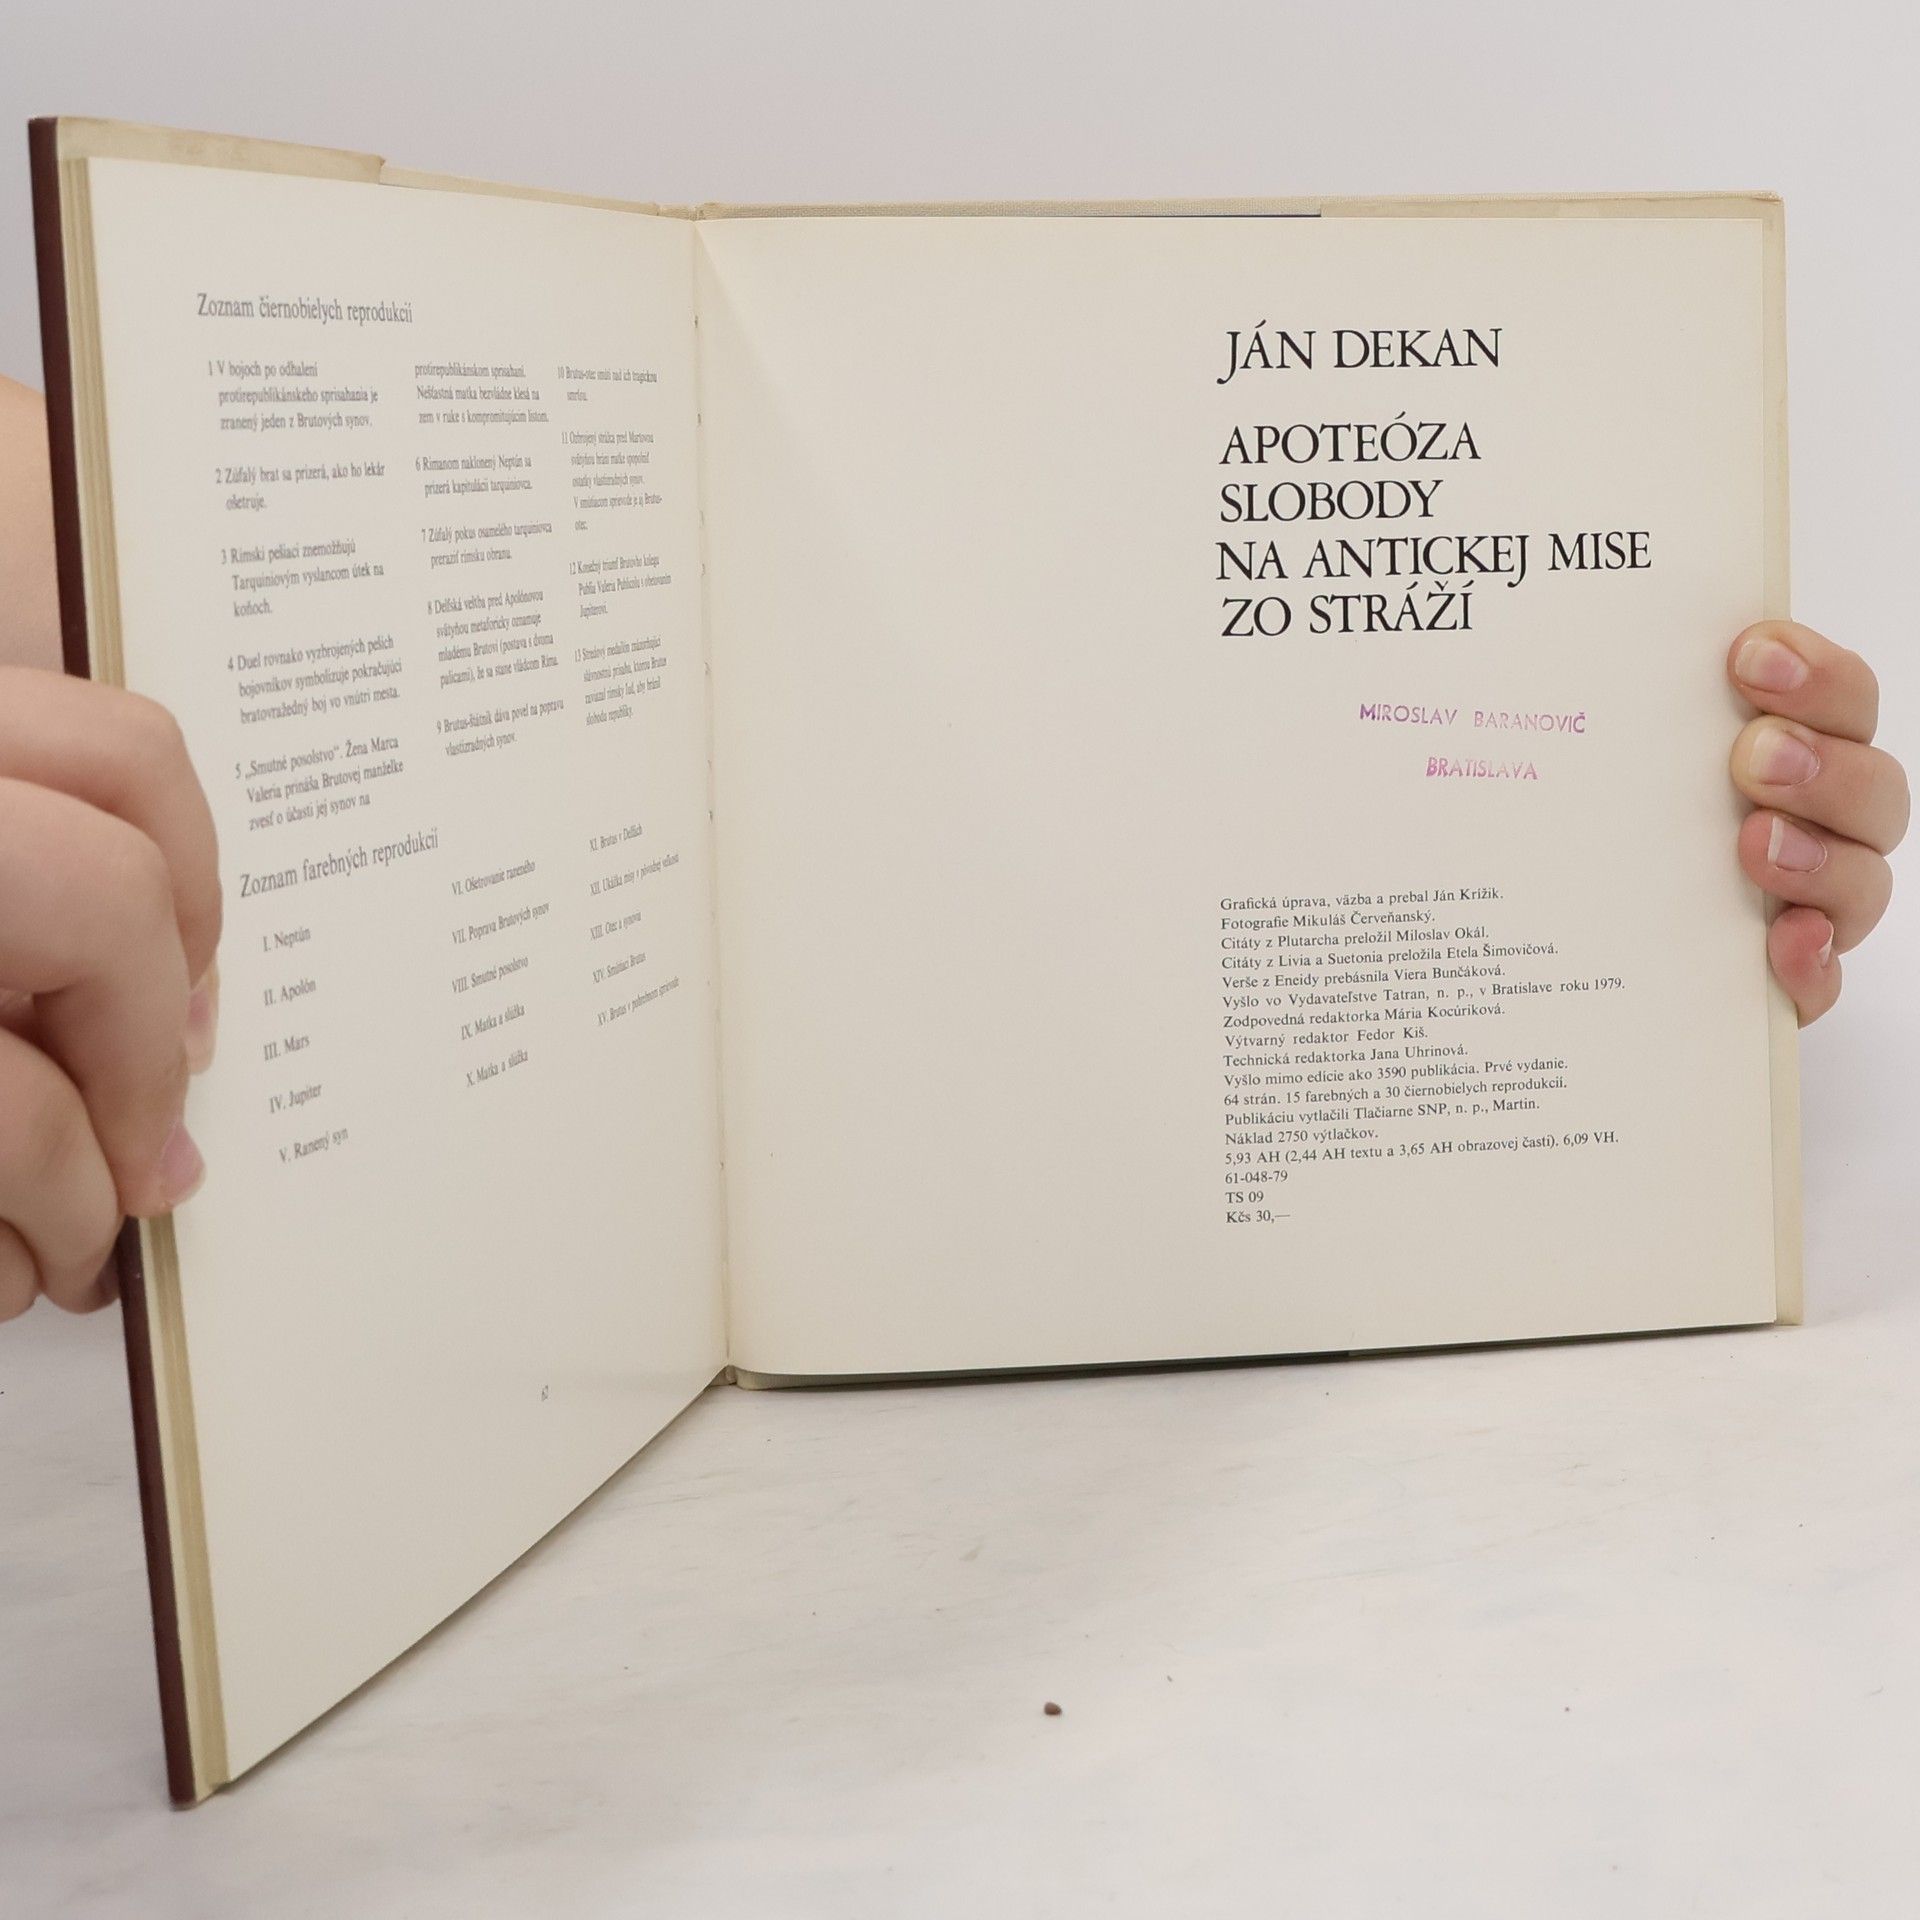 Zoznam čiernobielych reprodukcií
1 V bojoch po odhalení
protirepublikánskeho sprisahania je
zranený jeden z Brutových synov.
2 Zúfalý brat sa prizerá, ako ho lekár
ošetruje.
3 Rímski pešiaci znemožňujú
Tarquiniovým vyslancom útek na
koňoch.
4 Duel rovnako vyzbrojených peších
bojovníkov symbolizuje pokračujúci
bratovražedný boj vo vnútri mesta.
5 „Smutné posolstvo“. Žena Marca
Valeria prináša Brutovej manželke
zvesť o účasti jej synov na
protirepublikánskom sprisahaní.
Nešťastná matka bezvládne klesá na
zem v ruke s kompromitujúcim listom.
6 Rimanom naklonený Neptún sa
prizerá kapitulácii tarquiniovca.
7 Zúfalý pokus osamelého tarquiniovca
preraziť rímsku obranu.
8 Delfská veštba pred Apolónovou
svätyňou metaforicky oznamuje
mladému Brutovi (postava s dvoma
palicami), že sa stane vládcom Ríma.
9 Brutus-štátnik dáva povel na popravu
vlastizradných synov.
10 Brutus-otec smúti nad ich tragickou
smrťou.
11 Ozbrojený strážca pred Martovou
svätyňou bráni matke spopolniť
ostatky vlastizradných synov.
V smútiacom sprievode je aj Brutus-
otec.
12 Konečný triumf Brutovho kolegu
Publia Valeria Publicolu s obetovaním
Jupiterovi.
13 Stredový medailón znázorňujúci
slávnostnú prísahu, ktorou Brutus
zaviazal rímsky ľud, aby bránil
slobodu republiky.
Zoznam farebných reprodukcií
I. Neptún
II. Apolón
III. Mars
IV. Jupiter
V. Ranený syn
VI. Ošetrovanie raneného
VII. Poprava Brutových synov
VIII. Smutné posolstvo
IX. Matka a slúžka
X. Matka a slúžka
XI. Brutus v Delfách
XII. Ukážka misy v pôvodnej veľkosti
XIII. Otec a synovia
XIV. Smútiaci Brutus
XV. Brutus v pohrebnom sprievode
62
JÁN DEKAN
APOTEÓZA
SLOBODY
NA ANTICKEJ MISE
ZO STRÁŽÍ
MIROSLAV BARANOVIČ
BRATISLAVA
Grafická úprava, väzba a prebal Ján Krížik.
Fotografie Mikuláš Červeňanský.
Citáty z Plutarcha preložil Miloslav Okál.
Citáty z Livia a Suetonia preložila Etela Šimovičová.
Verše z Eneidy prebásnila Viera Bunčáková.
Vyšlo vo Vydavateľstve Tatran, n. p., v Bratislave roku 1979.
Zodpovedná redaktorka Mária Kocúriková.
Výtvarný redaktor Fedor Kiš.
Technická redaktorka Jana Uhrinová.
Vyšlo mimo edície ako 3590 publikácia. Prvé vydanie.
64 strán. 15 farebných a 30 čiernobielych reprodukcií.
Publikáciu vytlačili Tlačiarne SNP, n. p., Martin.
Náklad 2750 výtlačkov.
5,93 AH (2,44 AH textu a 3,65 AH obrazovej časti). 6,09 VH.
61-048-79
TS 09
Kčs 30,—